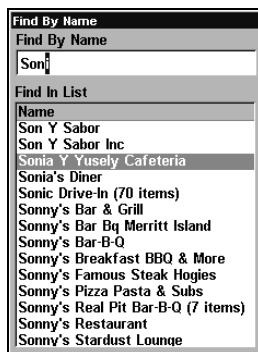 Find By Name
Find By Name
Soni
Find In List
Name
Son Y Sabor
Son Y Sabor Inc
Sonia Y Yusely Cafeteria
Sonia's Diner
Sonic Drive-In (70 items)
Sonny's Bar & Grill
Sonny's Bar Bq Merritt Island
Sonny's Bar-B-Q
Sonny's Breakfast BBQ & More
Sonny's Famous Steak Hogies
Sonny's Pizza Pasta & Subs
Sonny's Real Pit Bar-B-Q (7 items)
Sonny's Restaurant
Sonny's Stardust Lounge